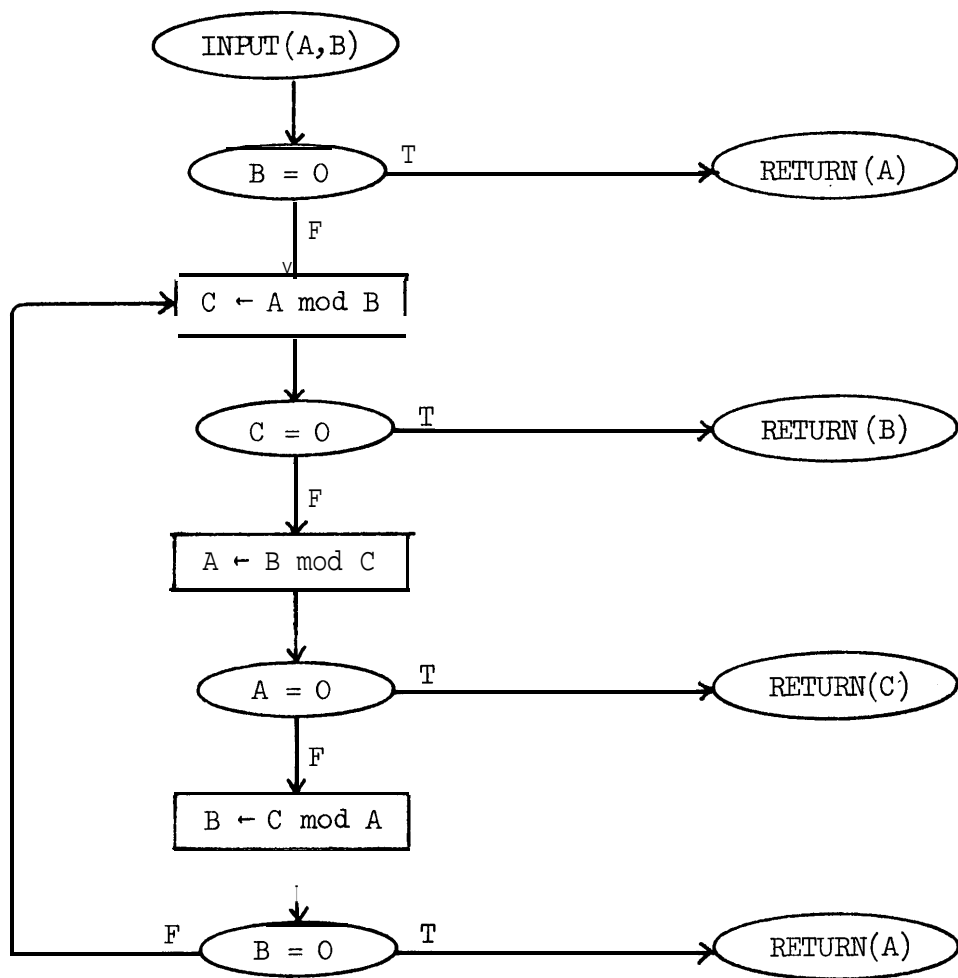 INPUT(A,B)
B = 0
T
RETURN(A)
F
C ← A mod B
C = 0
T
RETURN(B)
F
A ← B mod C
A = 0
T
RETURN(C)
F
B ← C mod A
F
B = 0
T
RETURN(A)